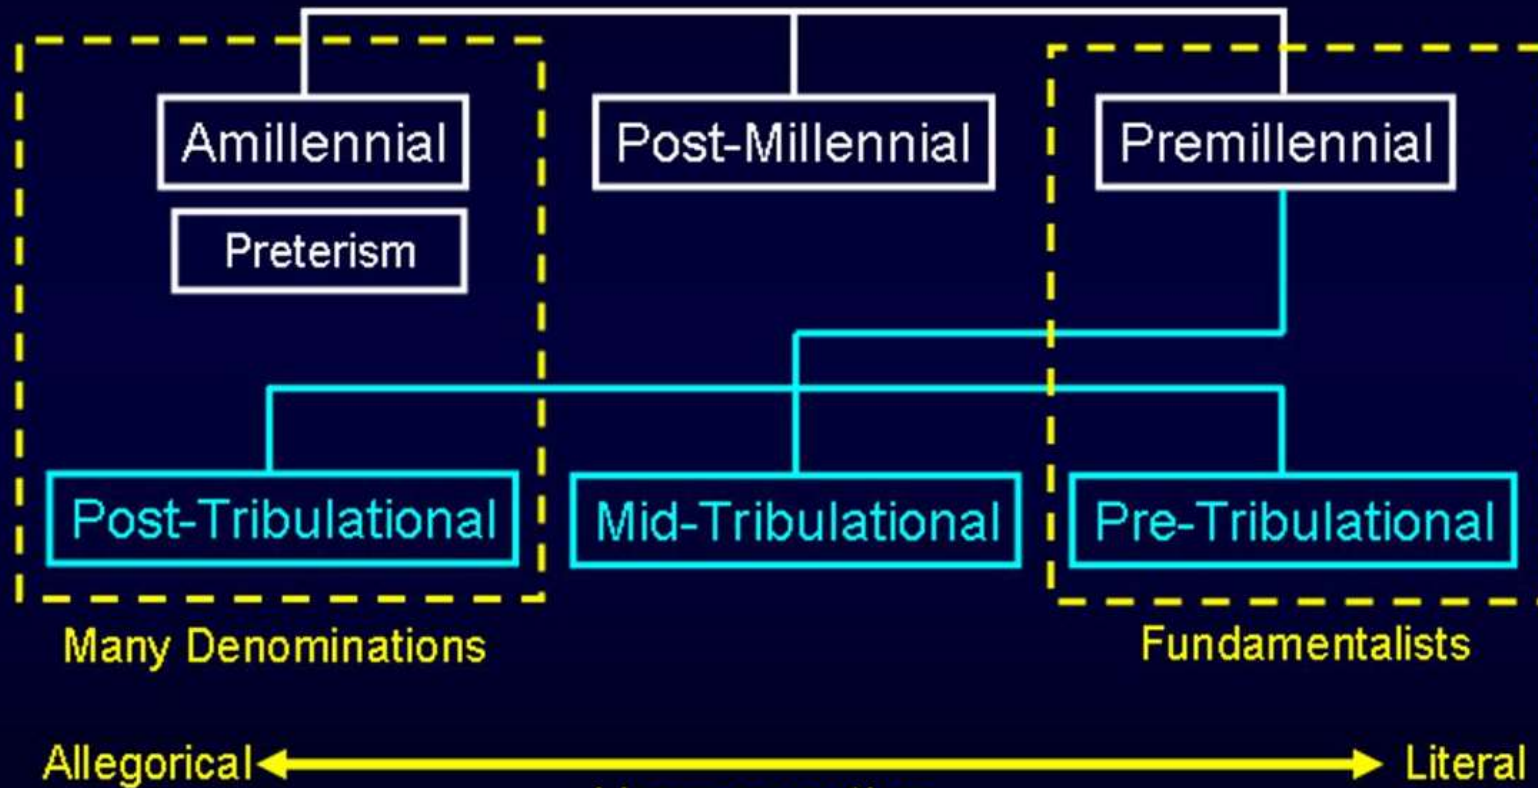 Amillennial Post-Millennial Premillennial
Preterism
Post-Tribulational Mid-Tribulational Pre-Tribulational
Many Denominations Fundamentalists
Allegorical Literal